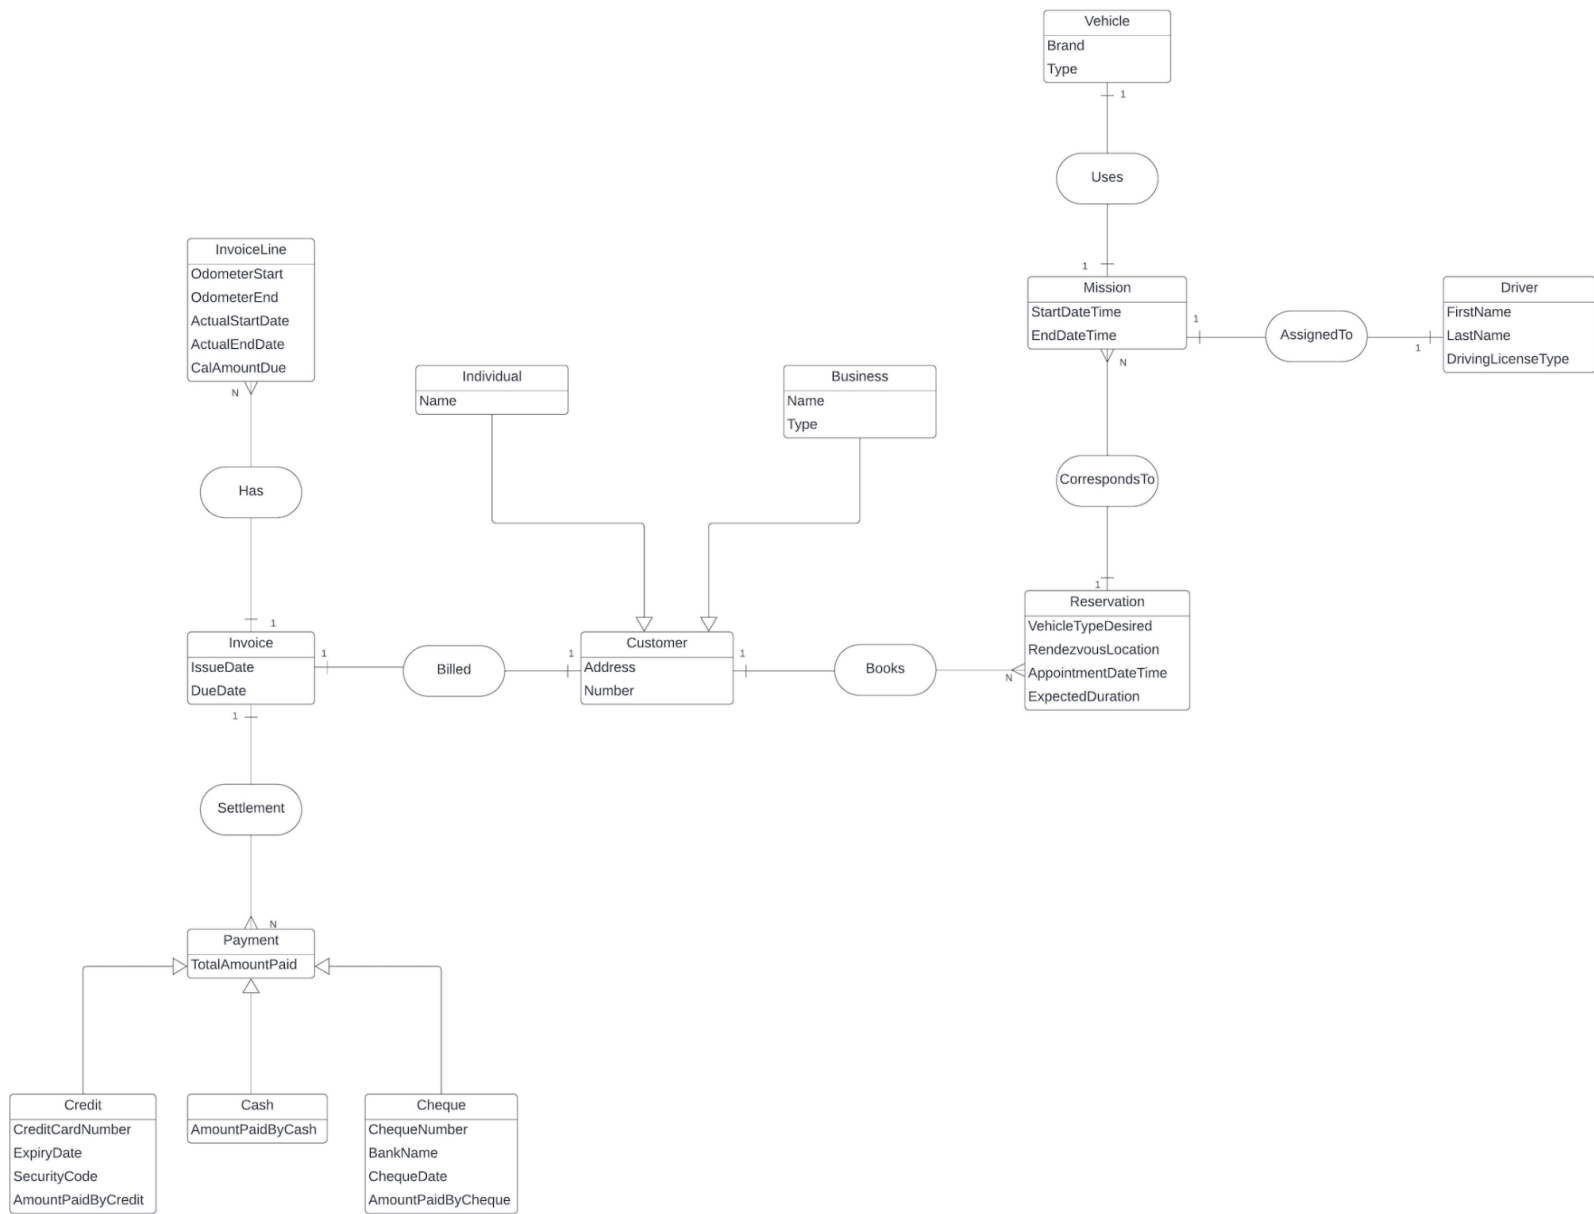 Vehicle
Brand
Type
1
Uses
1
Mission
StartDateTime
EndDateTime
1
AssignedTo
1
Driver
FirstName
LastName
DrivingLicenseType
N
CorrespondsTo
1
Reservation
VehicleTypeDesired
RendezvousLocation
AppointmentDateTime
ExpectedDuration
N
Books
1
Customer
Address
Number
Individual
Name
Business
Name
Type
1
Billed
1
Invoice
IssueDate
DueDate
1
Has
N
InvoiceLine
OdometerStart
OdometerEnd
ActualStartDate
ActualEndDate
CalAmountDue
1
Settlement
N
Payment
TotalAmountPaid
Credit
CreditCardNumber
ExpiryDate
SecurityCode
AmountPaidByCredit
Cash
AmountPaidByCash
Cheque
ChequeNumber
BankName
ChequeDate
AmountPaidByCheque